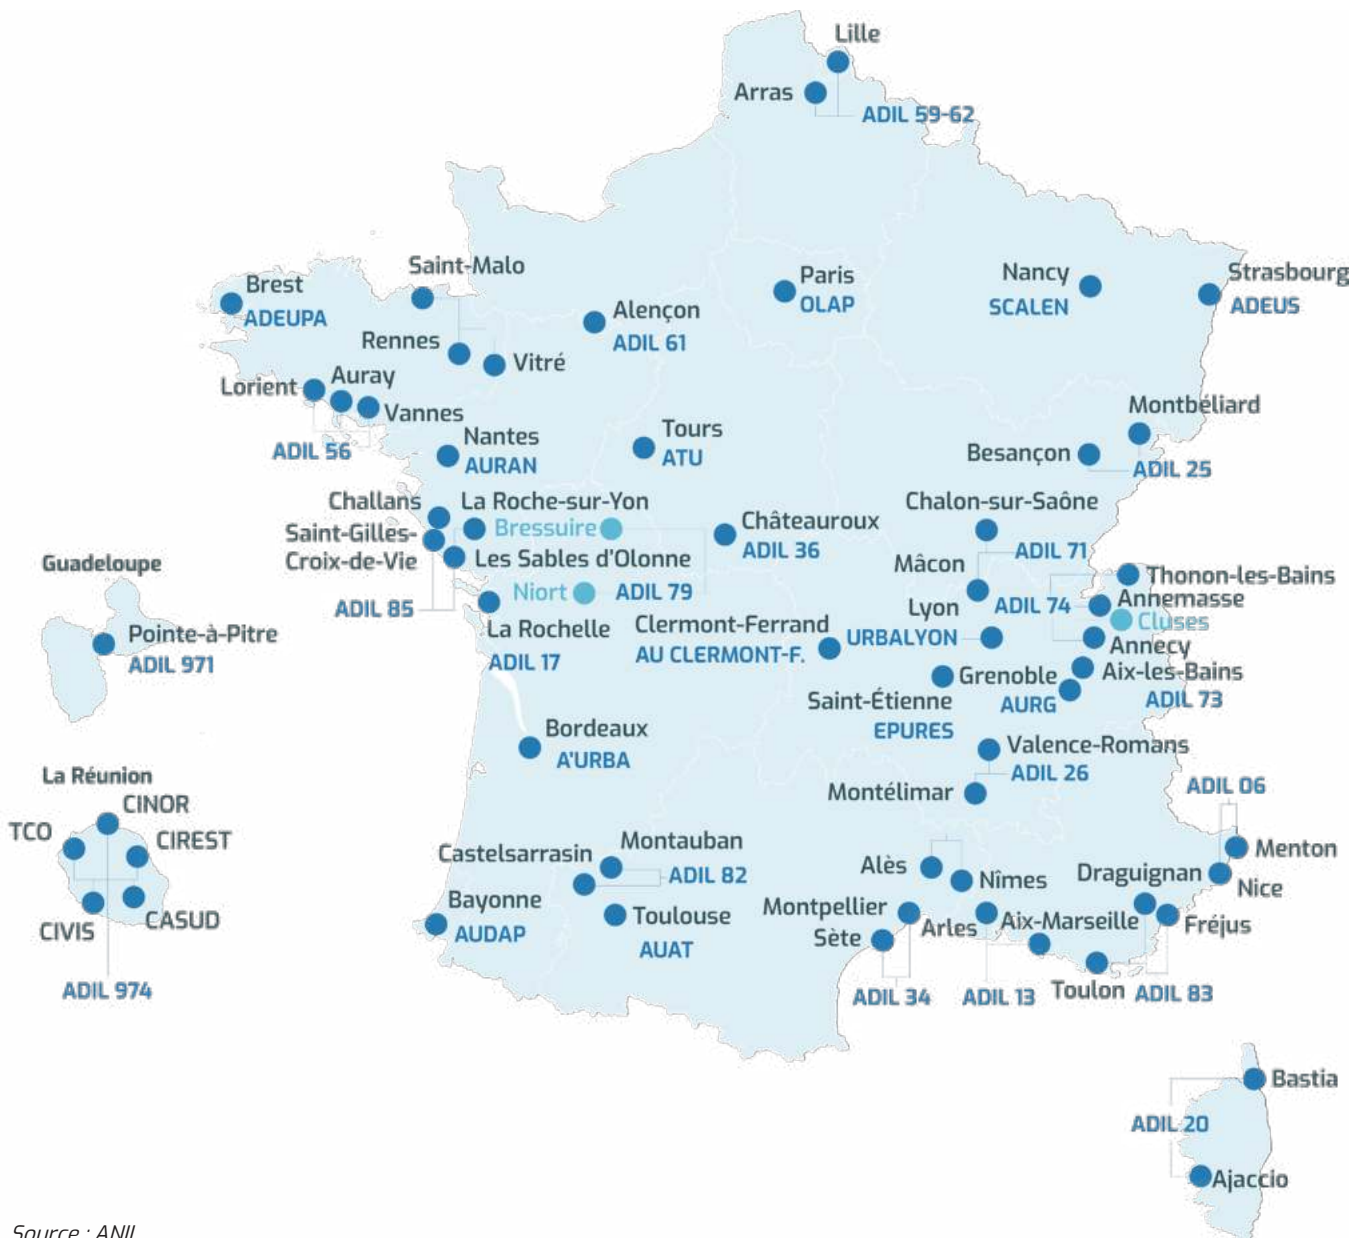 Lille
Arras
ADIL 59-62
Saint-Malo
Brest
ADEUPA
Paris
OLAP
Nancy
SCALEN
Strasbourg
ADEUS
Alençon
ADIL 61
Rennes
Vitré
Lorient
Auray
Vannes
ADIL 56
Montbéliard
Besançon
ADIL 25
Nantes
AURAN
Tours
ATU
Challans
La Roche-sur-Yon
Saint-Gilles-
Croix-de-Vie
Bressuire
Les Sables d'Olonne
ADIL 85
Niort
ADIL 79
Châteauroux
ADIL 36
Chalon-sur-Saône
ADIL 71
Mâcon
Thonon-les-Bains
ADIL 74
Annemasse
Cluses
Annecy
Lyon
URBALYON
La Rochelle
ADIL 17
Clermont-Ferrand
AU CLERMONT-F.
Aix-les-Bains
ADIL 73
Grenoble
AURG
Saint-Étienne
EPURES
Guadeloupe
Pointe-à-Pitre
ADIL 971
Bordeaux
A'URBA
Valence-Romans
ADIL 26
Montélimar
La Réunion
CINOR
TCO
CIREST
CIVIS
CASUD
ADIL 974
ADIL 06
Menton
Nice
Montauban
Castelsarrasin
ADIL 82
Alès
Nîmes
Draguignan
Fréjus
Bayonne
AUDAP
Toulouse
AUAT
Montpellier
Sète
Arles
Aix-Marseille
ADIL 34
ADIL 13
Toulon
ADIL 83
Bastia
ADIL 20
Ajaccio
Source : ANIL